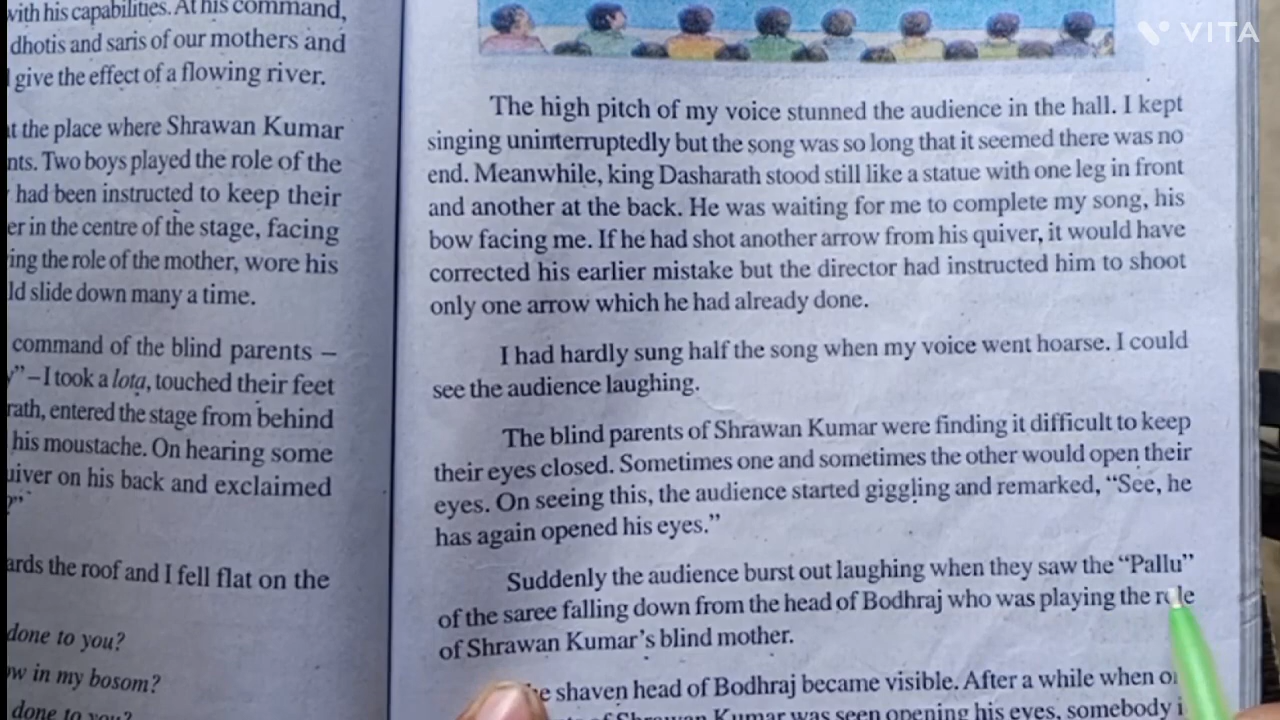 with his capabilities. At his command,
dhotis and saris of our mothers and
give the effect of a flowing river.
at the place where Shrawan Kumar
nts. Two boys played the role of the
had been instructed to keep their
er in the centre of the stage, facing
ing the role of the mother, wore his
ld slide down many a time.
command of the blind parents –
y” – I took a lota, touched their feet
rath, entered the stage from behind
his moustache. On hearing some
uiver on his back and exclaimed
?”
ards the roof and I fell flat on the
done to you?
ow in my bosom?
done to you?
VITA
The high pitch of my voice stunned the audience in the hall. I kept
singing uninterruptedly but the song was so long that it seemed there was no
end. Meanwhile, king Dasharath stood still like a statue with one leg in front
and another at the back. He was waiting for me to complete my song, his
bow facing me. If he had shot another arrow from his quiver, it would have
corrected his earlier mistake but the director had instructed him to shoot
only one arrow which he had already done.
I had hardly sung half the song when my voice went hoarse. I could
see the audience laughing.
The blind parents of Shrawan Kumar were finding it difficult to keep
their eyes closed. Sometimes one and sometimes the other would open their
eyes. On seeing this, the audience started giggling and remarked, “See, he
has again opened his eyes.”
Suddenly the audience burst out laughing when they saw the “Pallu”
of the saree falling down from the head of Bodhraj who was playing the role
of Shrawan Kumar’s blind mother.
shaven head of Bodhraj became visible. After a while when
of Shrawan Kumar was seen opening his eyes, somebody